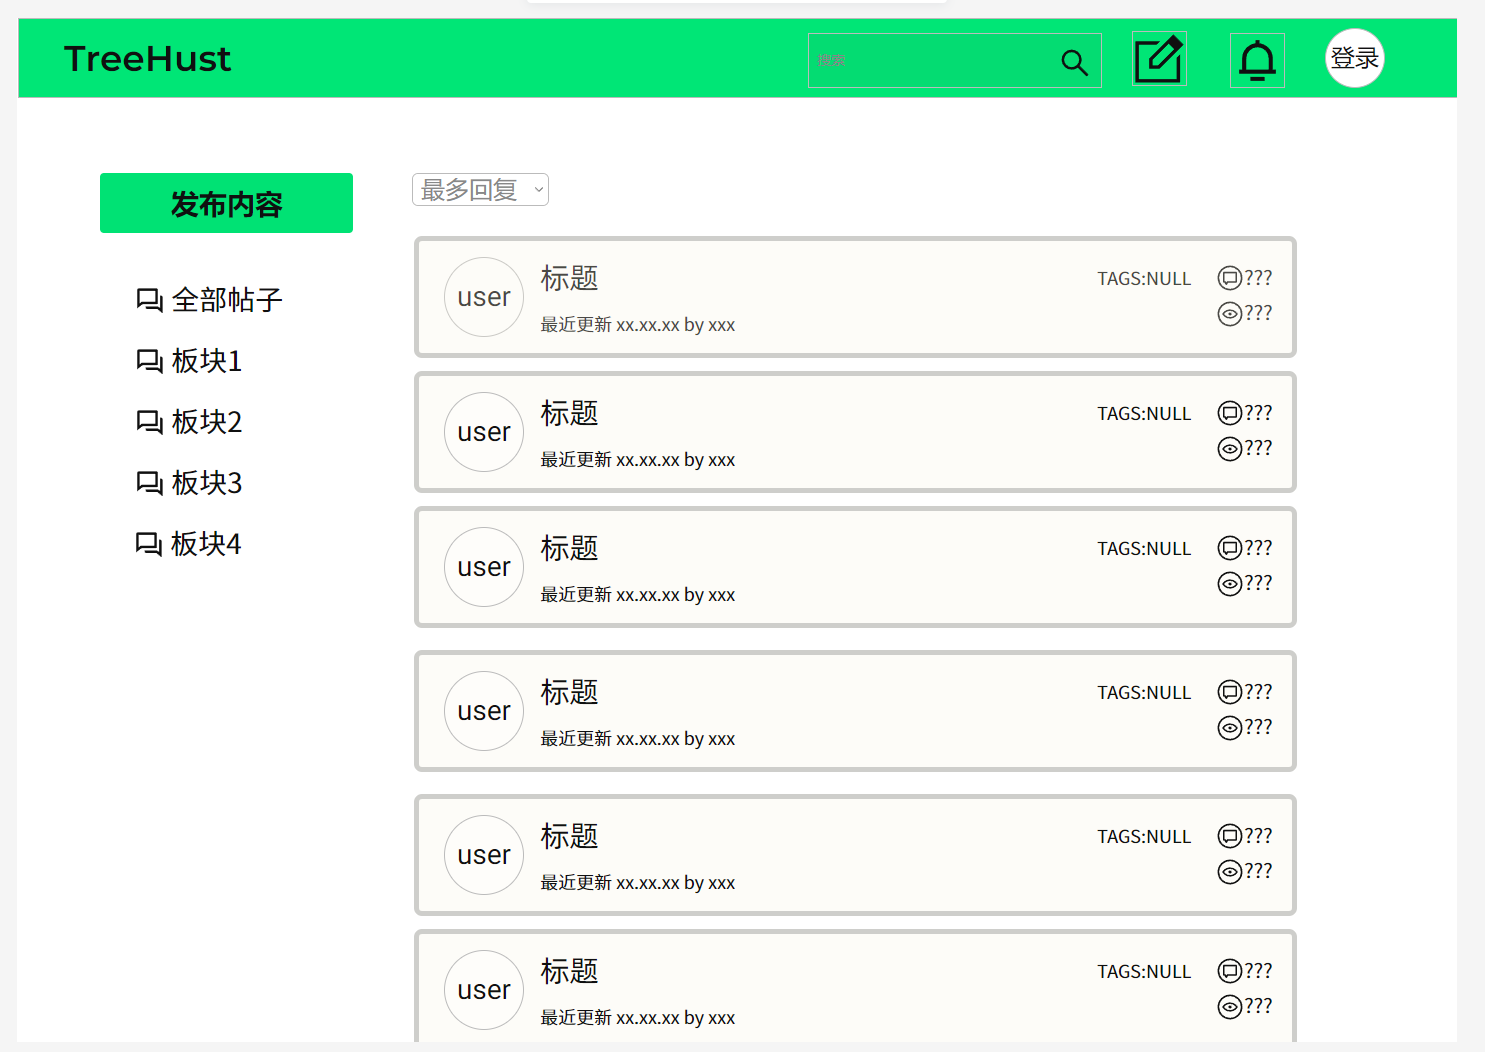 TreeHust
搜索
登录
发布内容
最多回复
全部帖子
板块1
板块2
板块3
板块4
user
标题
最近更新 xx.xx.xx by xxx
TAGS:NULL
???
???
user
标题
最近更新 xx.xx.xx by xxx
TAGS:NULL
???
???
user
标题
最近更新 xx.xx.xx by xxx
TAGS:NULL
???
???
user
标题
最近更新 xx.xx.xx by xxx
TAGS:NULL
???
???
user
标题
最近更新 xx.xx.xx by xxx
TAGS:NULL
???
???
user
标题
最近更新 xx.xx.xx by xxx
TAGS:NULL
???
???